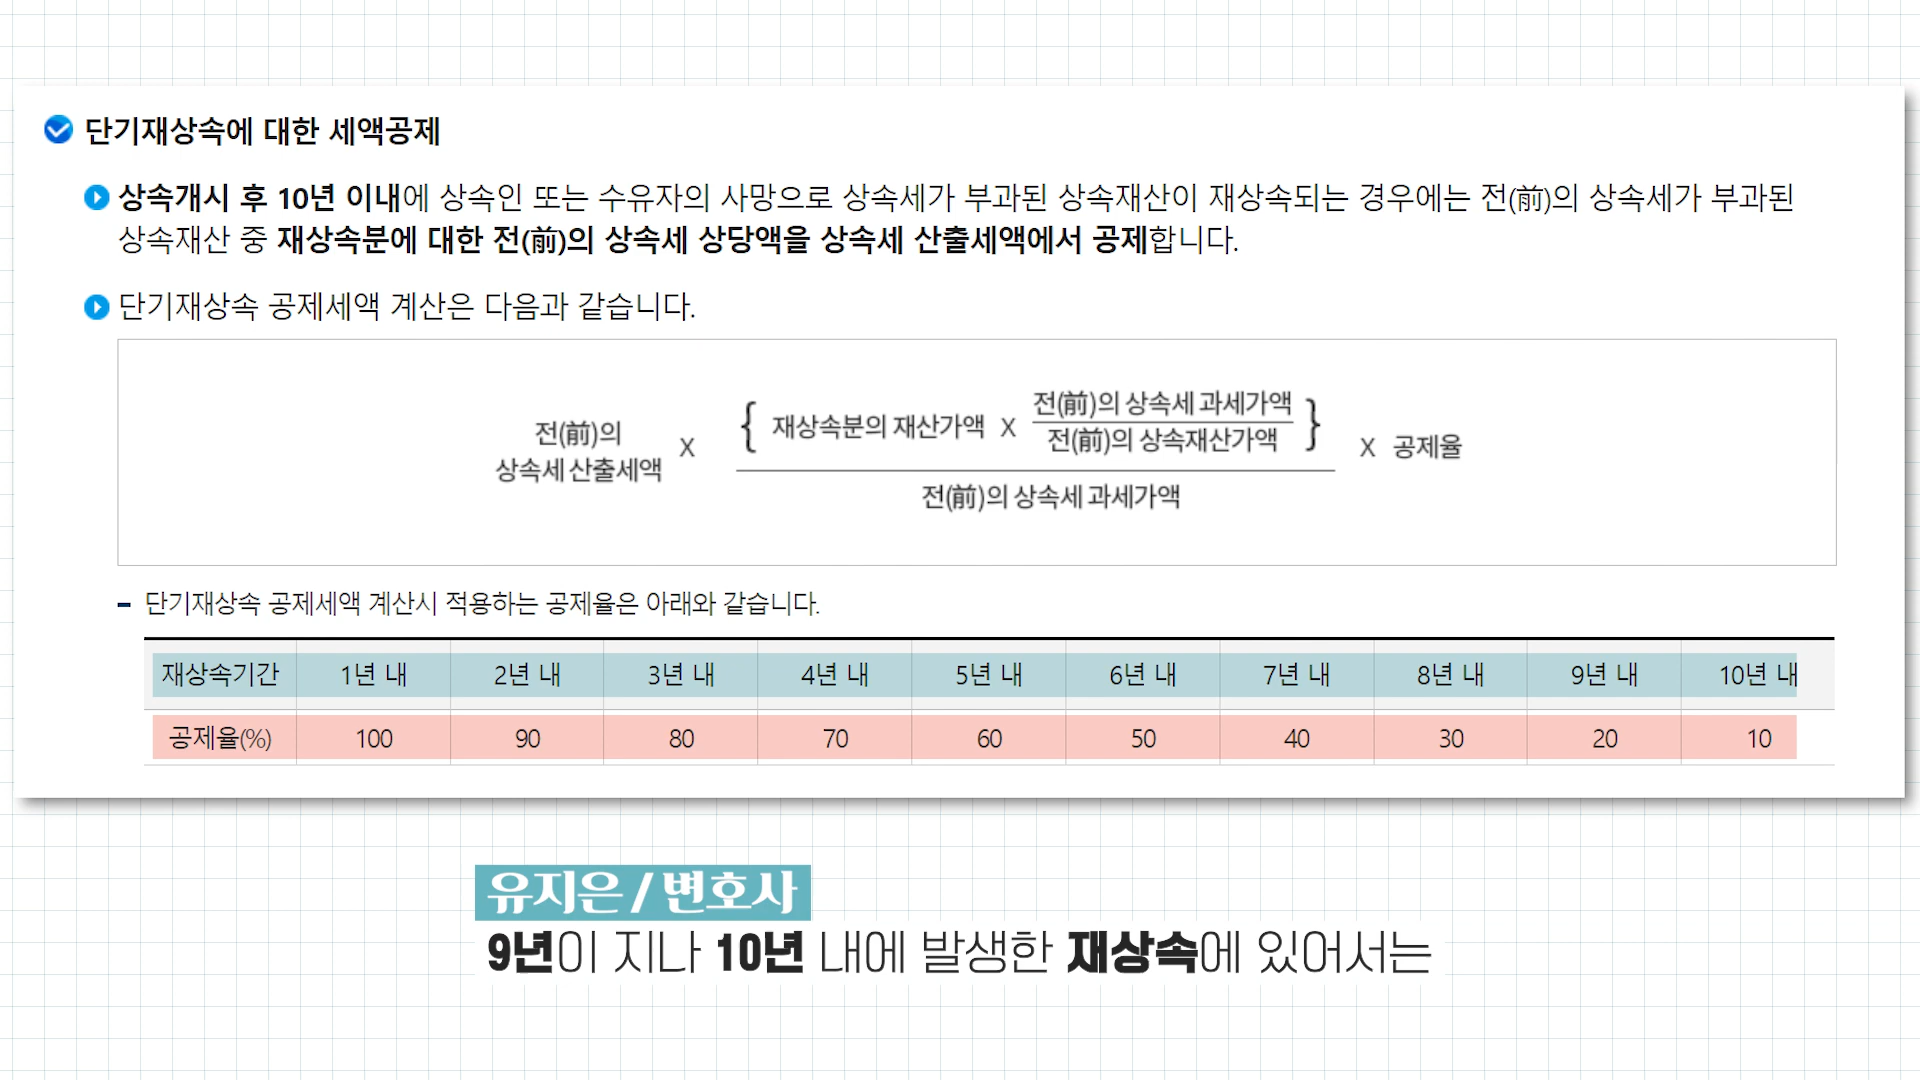 단기재상속에 대한 세액공제
상속개시 후 10년 이내에 상속인 또는 수유자의 사망으로 상속세가 부과된 상속재산이 재상속되는 경우에는 전(前)의 상속세가 부과된
상속재산 중 재상속분에 대한 전(前)의 상속세 상당액을 상속세 산출세액에서 공제합니다.
단기재상속 공제세액 계산은 다음과 같습니다.
전(前)의
상속세 산출세액
X
{ 재상속분의 재산가액 X 전(前)의 상속세 과세가액
전(前)의 상속재산가액 }
전(前)의 상속세 과세가액
X 공제율
- 단기재상속 공제세액 계산시 적용하는 공제율은 아래와 같습니다.
재상속기간 1년 내 2년 내 3년 내 4년 내 5년 내 6년 내 7년 내 8년 내 9년 내 10년 내
공제율(%) 100 90 80 70 60 50 40 30 20 10
유지은 / 변호사
9년이 지나 10년 내에 발생한 재상속에 있어서는